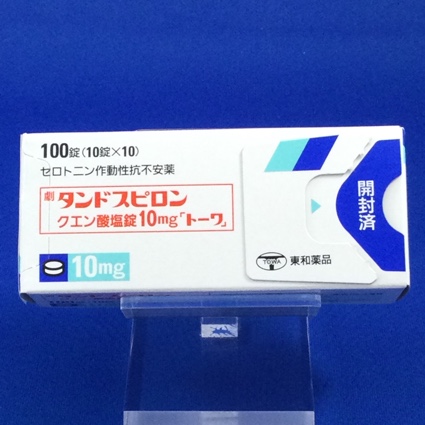 100錠(10錠×10)
セロトニン作動性抗不安薬
劇 タンドスピロン
クエン酸塩錠10mg「トーワ」
10mg
TOWA 東和薬品
開封済